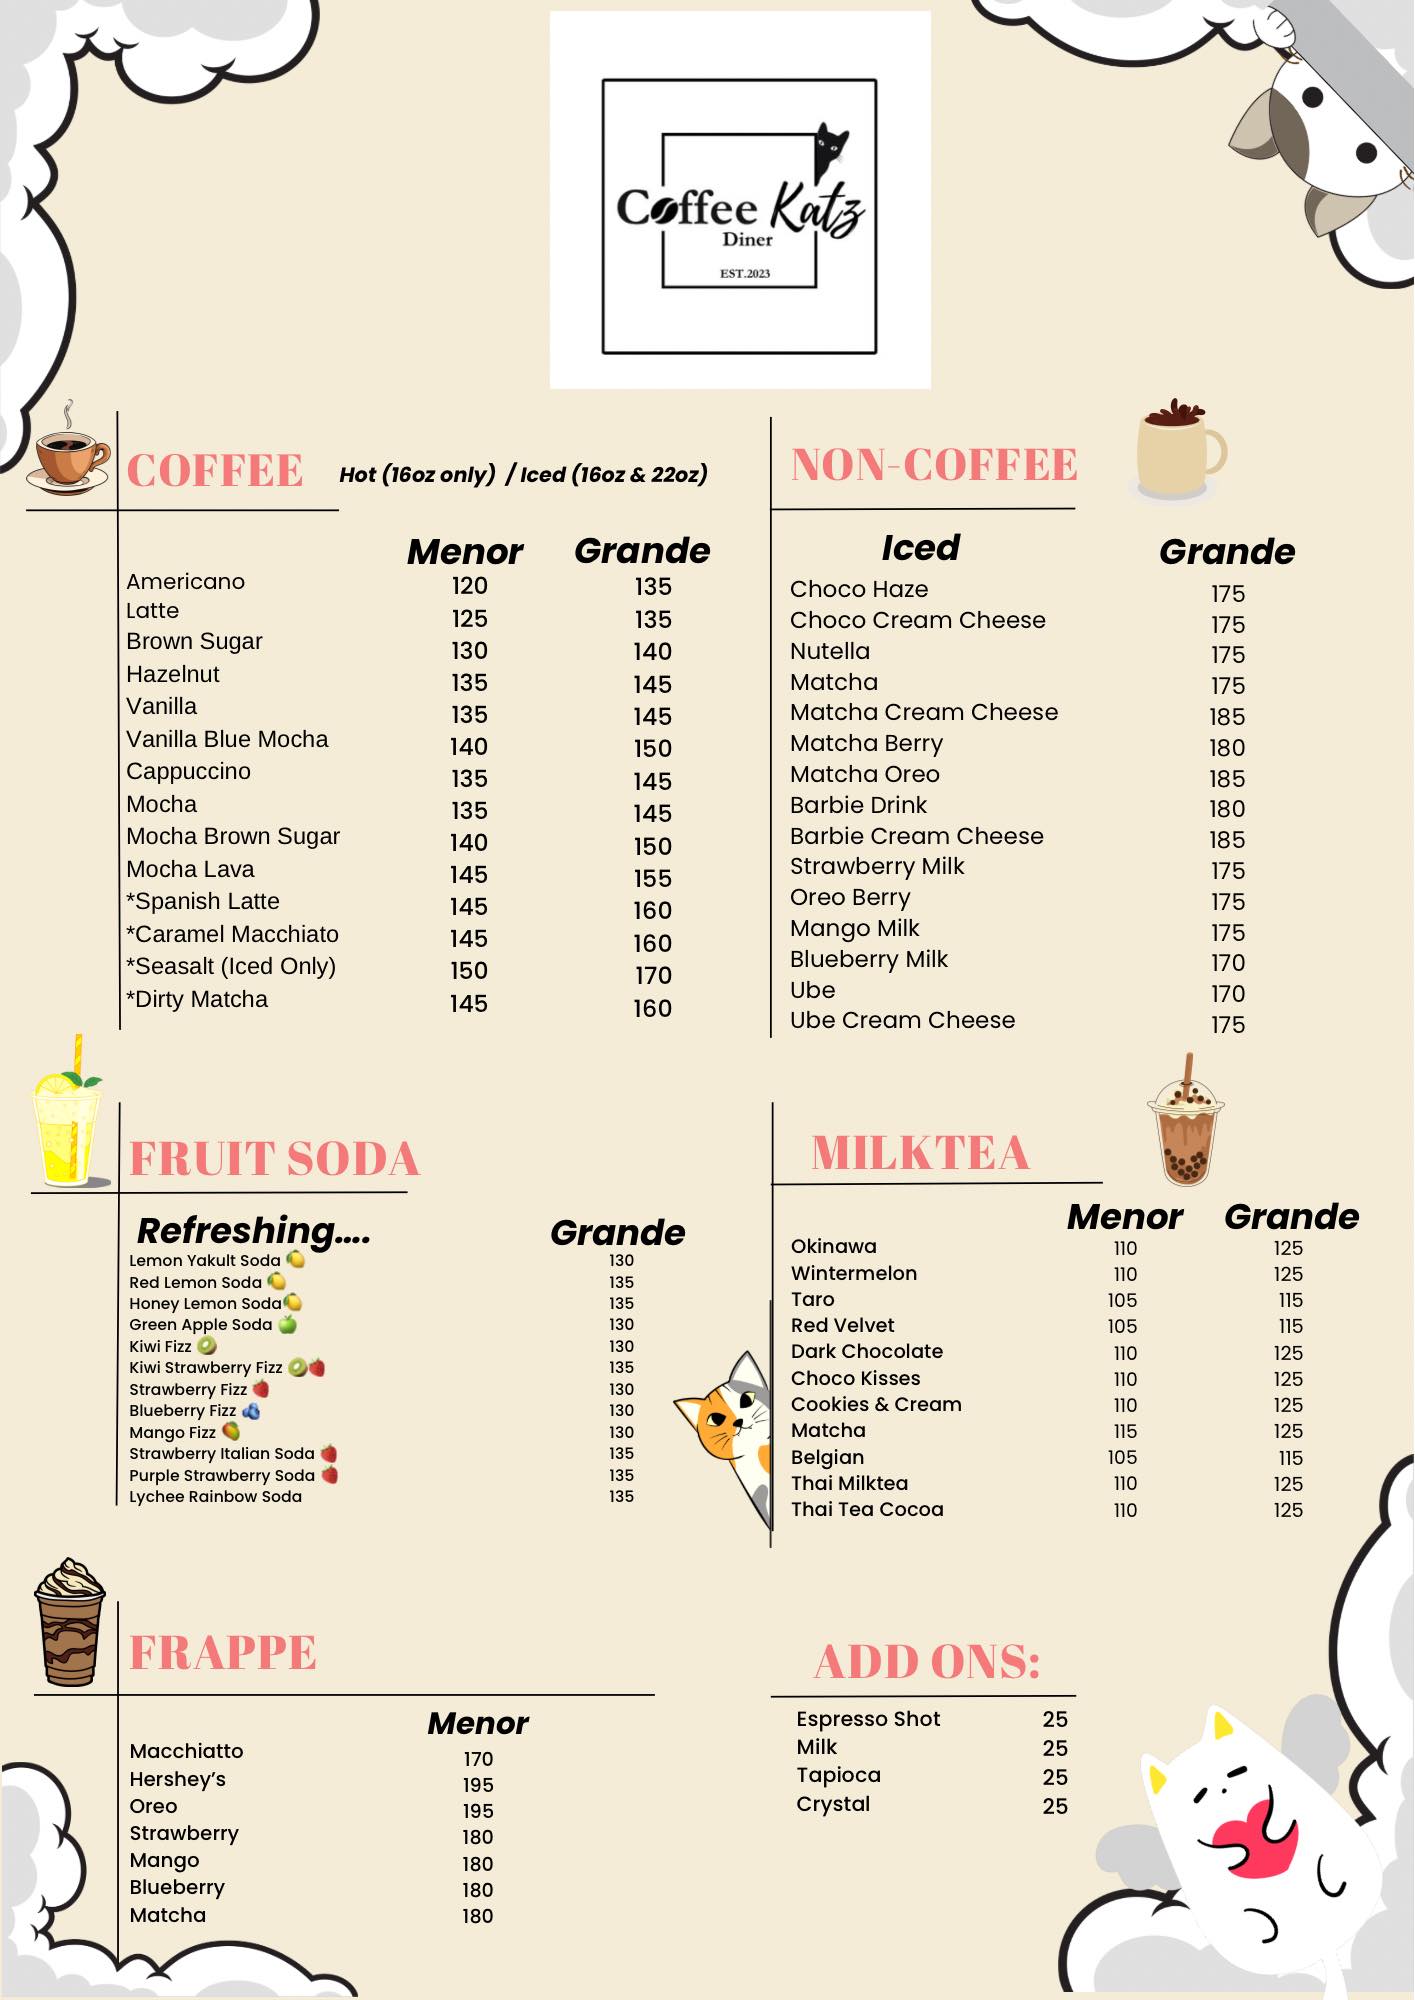 Coffee Katz
Diner
EST.2023
COFFEE Hot (16oz only) / Iced (16oz & 22oz)
Menor Grande
Americano 120 135
Latte 125 135
Brown Sugar 130 140
Hazelnut 135 145
Vanilla 135 145
Vanilla Blue Mocha 140 150
Cappuccino 135 145
Mocha 135 145
Mocha Brown Sugar 140 150
Mocha Lava 145 155
*Spanish Latte 145 160
*Caramel Macchiato 145 160
*Seasalt (Iced Only) 150 170
*Dirty Matcha 145 160
NON-COFFEE
Iced Grande
Choco Haze 175
Choco Cream Cheese 175
Nutella 175
Matcha 175
Matcha Cream Cheese 185
Matcha Berry 180
Matcha Oreo 185
Barbie Drink 180
Barbie Cream Cheese 185
Strawberry Milk 175
Oreo Berry 175
Mango Milk 175
Blueberry Milk 170
Ube 170
Ube Cream Cheese 175
FRUIT SODA
Refreshing.... Grande
Lemon Yakult Soda 🍋 130
Red Lemon Soda 🍋 135
Honey Lemon Soda🍋 135
Green Apple Soda 🍏 130
Kiwi Fizz 🥝 130
Kiwi Strawberry Fizz 🥝🍓 135
Strawberry Fizz 🍓 130
Blueberry Fizz 🫐 130
Mango Fizz 🥭 130
Strawberry Italian Soda 🍓 135
Purple Strawberry Soda 🍓 135
Lychee Rainbow Soda 135
MILKTEA
Menor Grande
Okinawa 110 125
Wintermelon 110 125
Taro 105 115
Red Velvet 105 115
Dark Chocolate 110 125
Choco Kisses 110 125
Cookies & Cream 110 125
Matcha 115 125
Belgian 105 115
Thai Milktea 110 125
Thai Tea Cocoa 110 125
FRAPPE
Menor
Macchiatto 170
Hershey's 195
Oreo 195
Strawberry 180
Mango 180
Blueberry 180
Matcha 180
ADD ONS:
Espresso Shot 25
Milk 25
Tapioca 25
Crystal 25